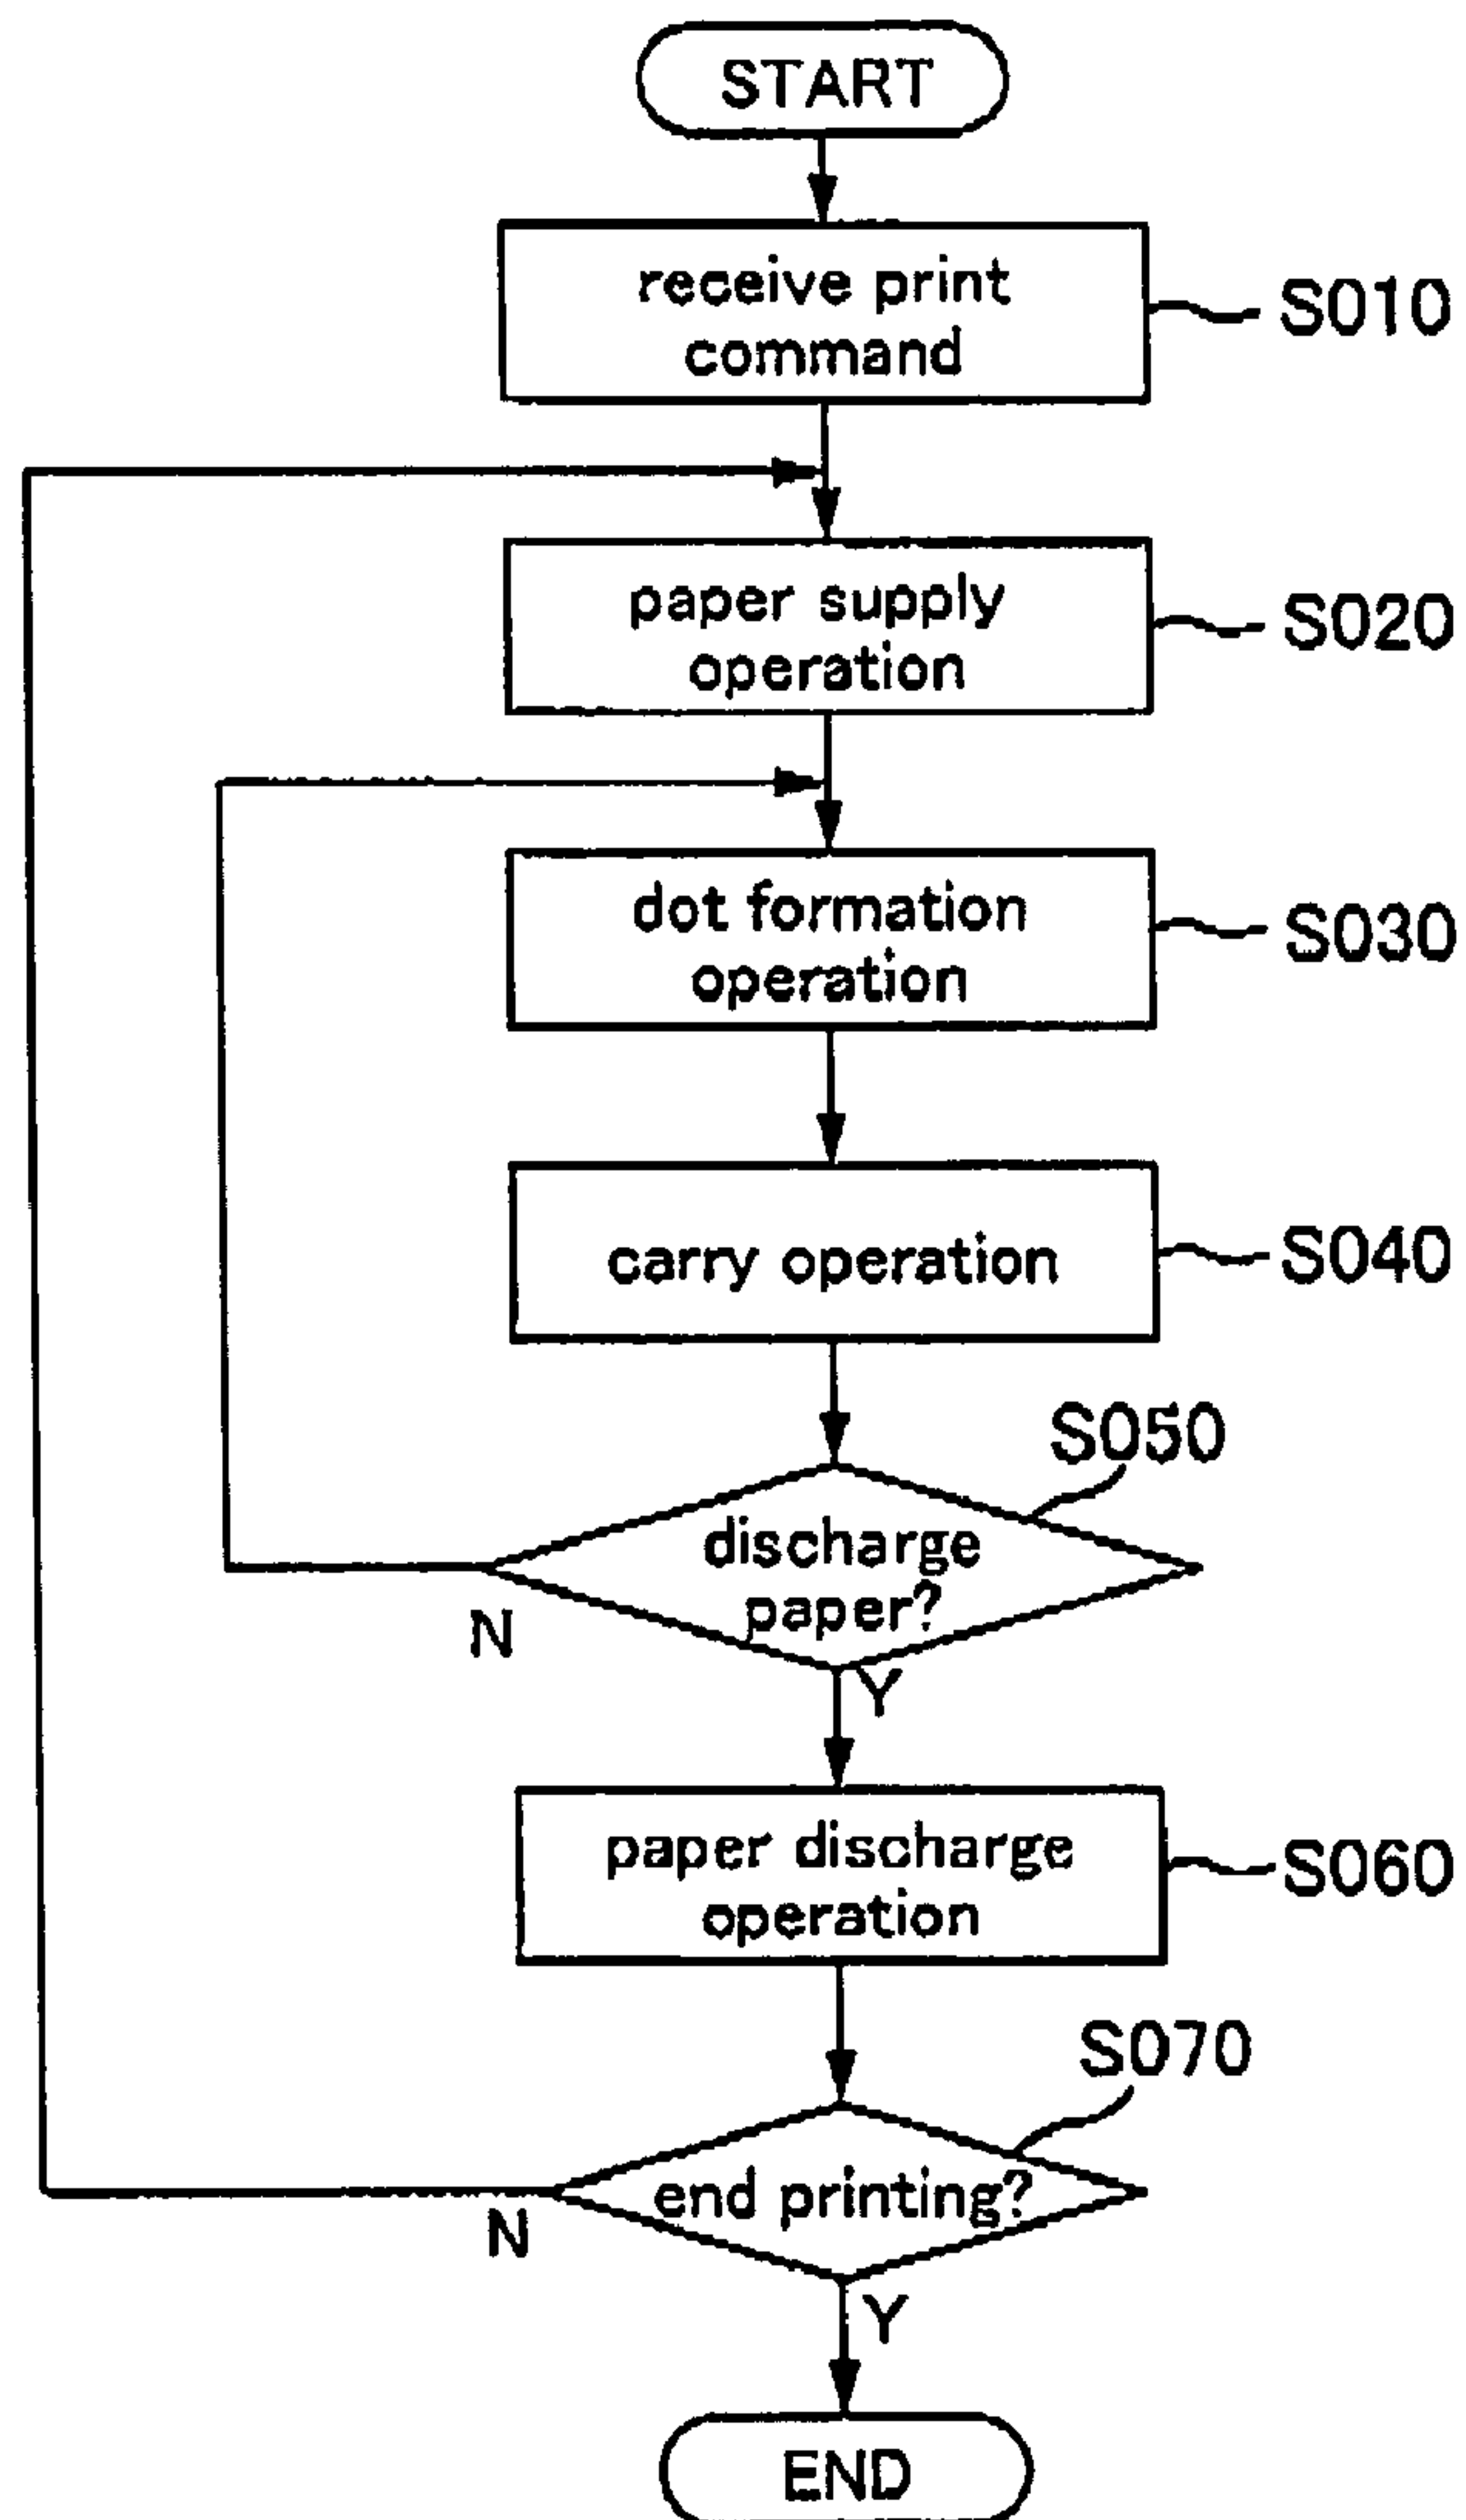 START
receive print
command
S010
paper supply
operation
S020
dot formation
operation
S030
carry operation
S040
S050
discharge
paper?
N
Y
paper discharge
operation
S060
S070
end printing?
N
Y
END